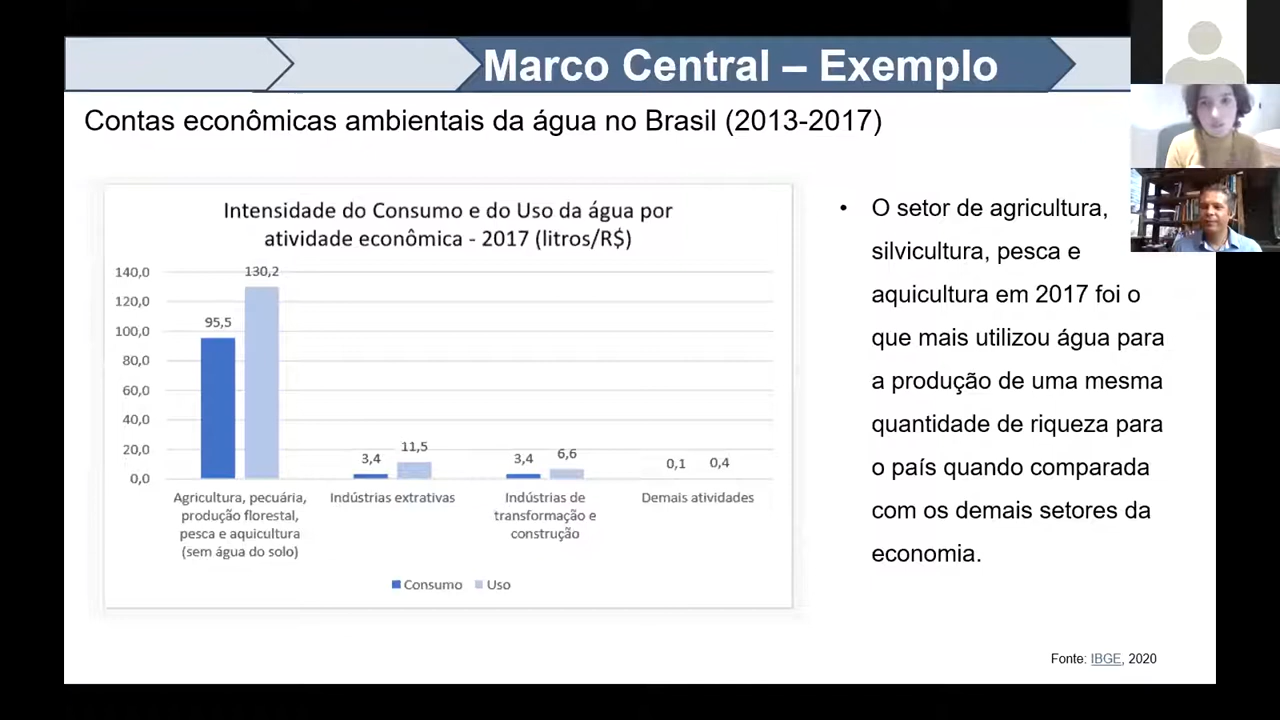 Marco Central – Exemplo
Contas econômicas ambientais da água no Brasil (2013-2017)
Intensidade do Consumo e do Uso da água por
atividade econômica - 2017 (litros/R$)
140,0
120,0
100,0
80,0
60,0
40,0
20,0
0,0
95,5
130,2
3,4
11,5
3,4
6,6
0,1
0,4
Agricultura, pecuária,
produção florestal,
pesca e aquicultura
(sem água do solo)
Indústrias extrativas
Indústrias de
transformação e
construção
Demais atividades
Consumo
Uso
• O setor de agricultura,
silvicultura, pesca e
aquicultura em 2017 foi o
que mais utilizou água para
a produção de uma mesma
quantidade de riqueza para
o país quando comparada
com os demais setores da
economia.
Fonte: IBGE, 2020